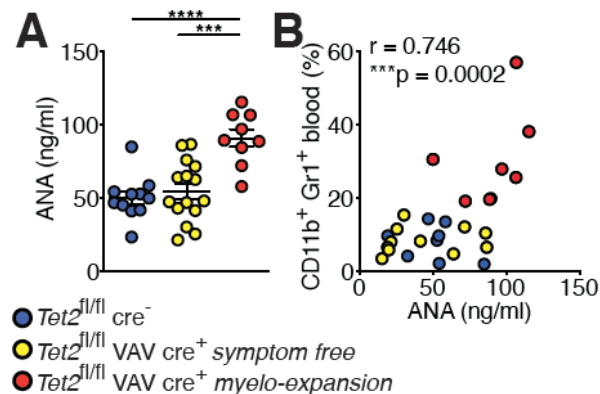 A
****
***
150
100
50
0
ANA (ng/ml)
B
r = 0.746
***p = 0.0002
60
40
20
0
CD11b+ Gr1+ blood (%)
0 50 100 150
ANA (ng/ml)
Tet2fl/fl cre-
Tet2fl/fl VAV cre+ symptom free
Tet2fl/fl VAV cre+ myelo-expansion